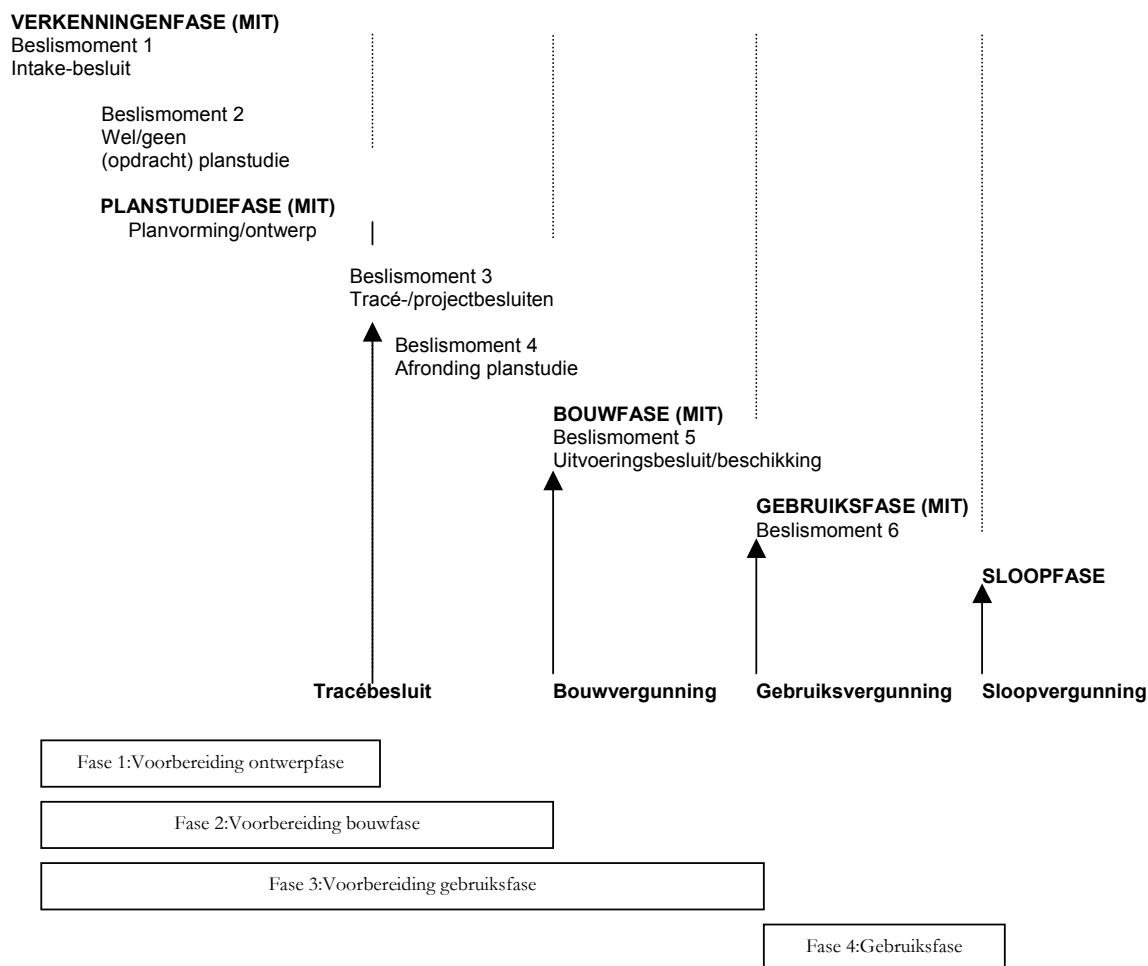 VERKENNINGENFASE (MIT)
Beslismoment 1
Intake-besluit
Beslismoment 2
Wel/geen
(opdracht) planstudie
PLANSTUDIEFASE (MIT)
Planvorming/ontwerp
Beslismoment 3
Tracé-/projectbesluiten
Beslismoment 4
Afronding planstudie
BOUWFASE (MIT)
Beslismoment 5
Uitvoeringsbesluit/beschikking
GEBRUIKSFASE (MIT)
Beslismoment 6
SLOOPFASE
Tracébesluit
Bouwvergunning
Gebruiksvergunning
Sloopvergunning
Fase 1:Voorbereiding ontwerpfase
Fase 2:Voorbereiding bouwfase
Fase 3:Voorbereiding gebruiksfase
Fase 4:Gebruiksfase